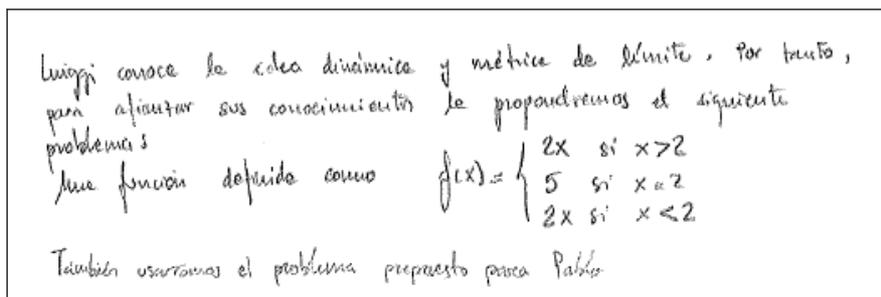 Luiggi conoce la idea dinámica y métrica de límite. Por tanto,
para afianzar sus conocimientos le propondremos el siguiente
problemas
Una función definida como f(x) = { 2x si x>2
5 si x=2
2x si x<2
También usaremos el problema propuesto para Pablo